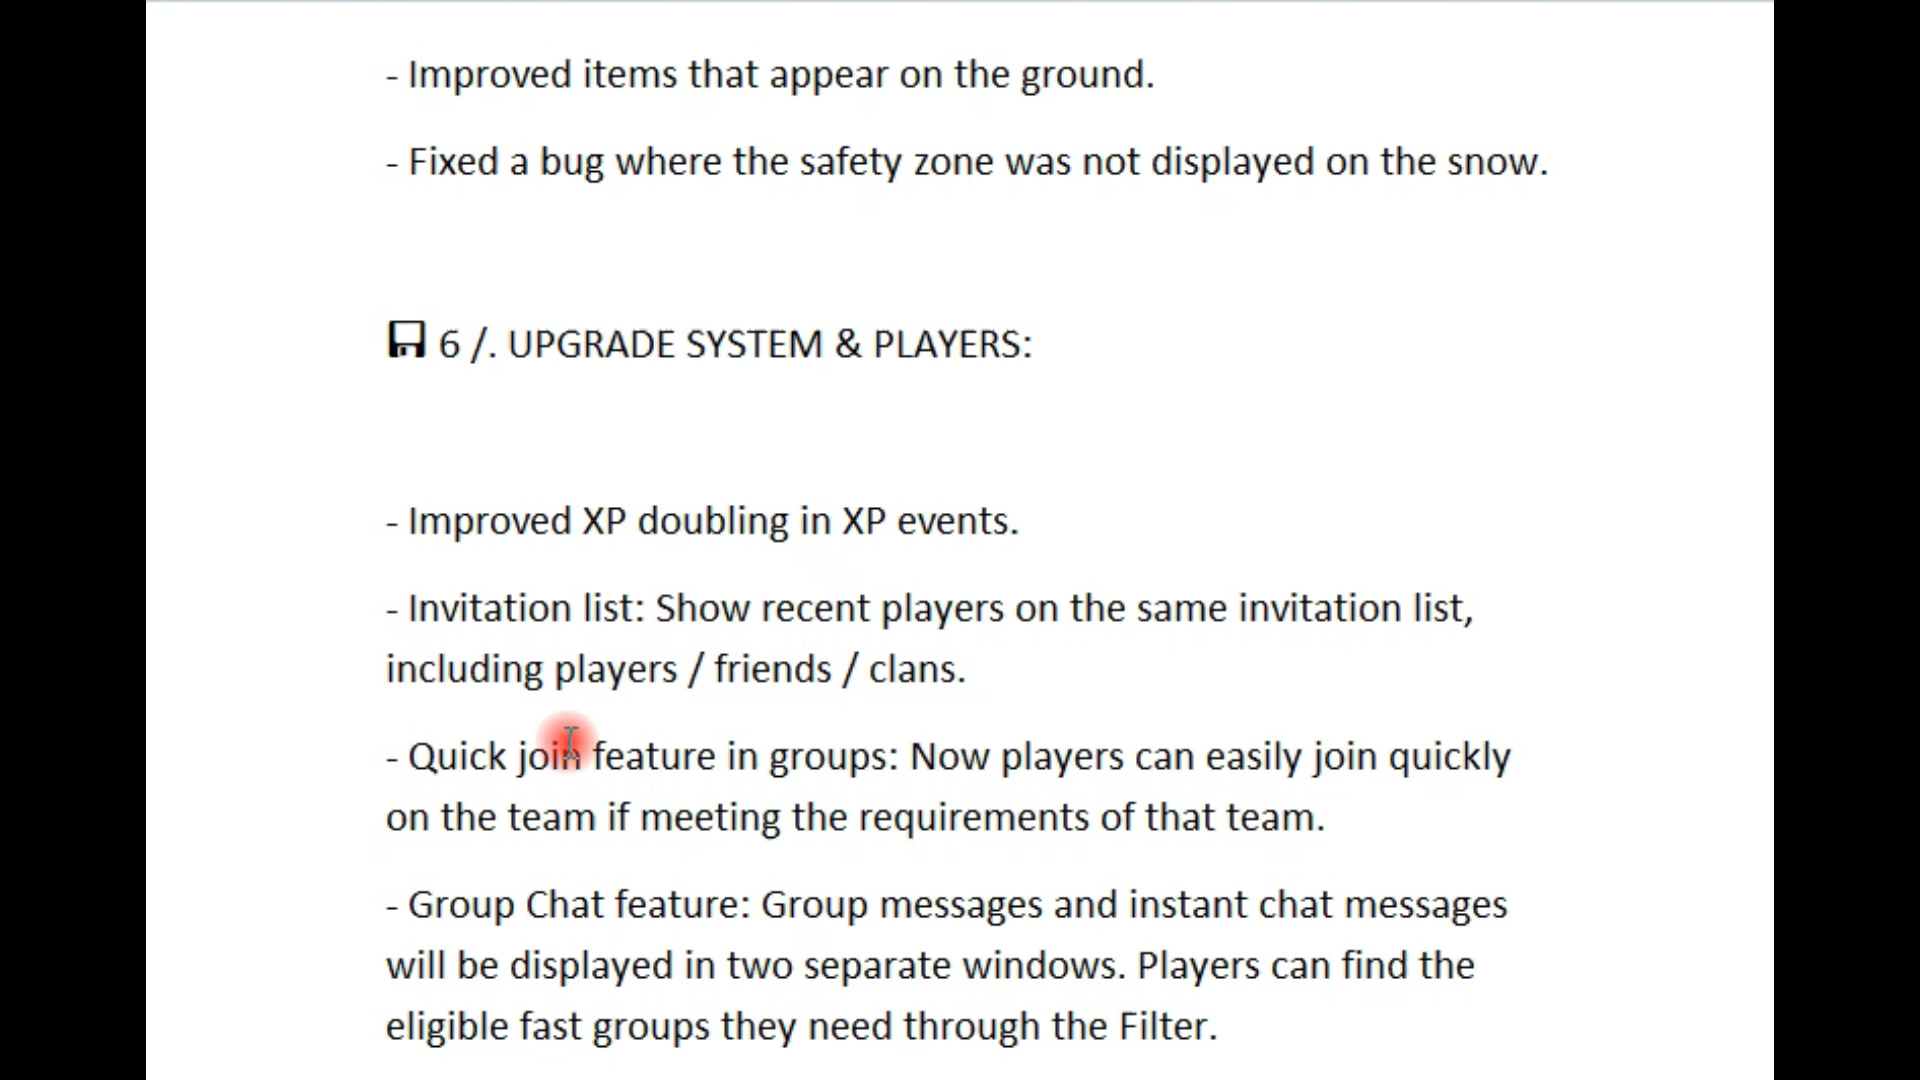 - Improved items that appear on the ground.
- Fixed a bug where the safety zone was not displayed on the snow.
6 /. UPGRADE SYSTEM & PLAYERS:
- Improved XP doubling in XP events.
- Invitation list: Show recent players on the same invitation list,
including players / friends / clans.
- Quick join feature in groups: Now players can easily join quickly
on the team if meeting the requirements of that team.
- Group Chat feature: Group messages and instant chat messages
will be displayed in two separate windows. Players can find the
eligible fast groups they need through the Filter.